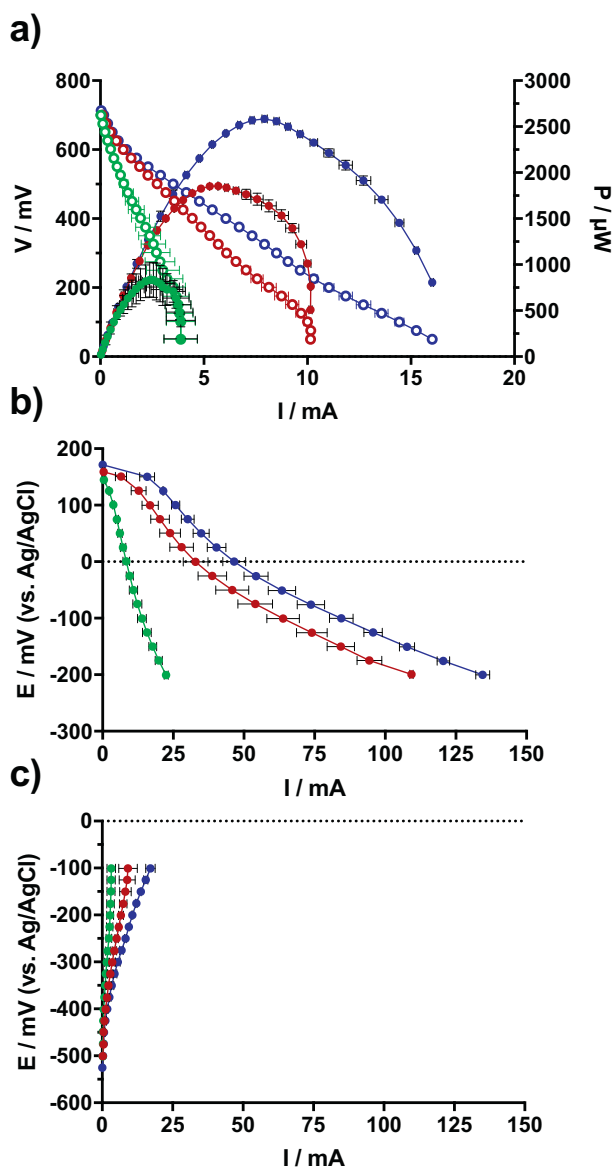 a)
800
600
400
200
0
V / mV
3000
2500
2000
1500
1000
500
0
P / µW
0 5 10 15 20
I / mA
b)
200
100
0
-100
-200
-300
E / mV (vs. Ag/AgCl)
0 25 50 75 100 125 150
I / mA
c)
0
-100
-200
-300
-400
-500
-600
E / mV (vs. Ag/AgCl)
0 25 50 75 100 125 150
I / mA